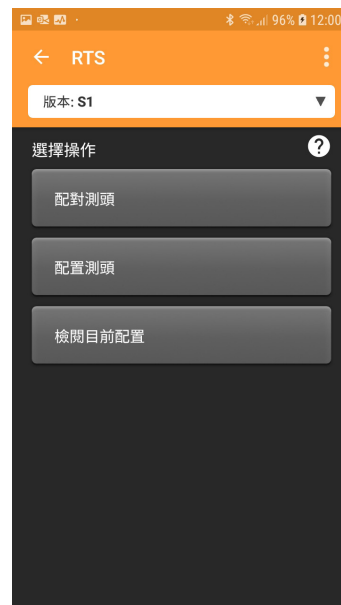 96% 12:00
RTS
版本: S1
選擇操作
?
配對測頭
配置測頭
檢閱目前配置